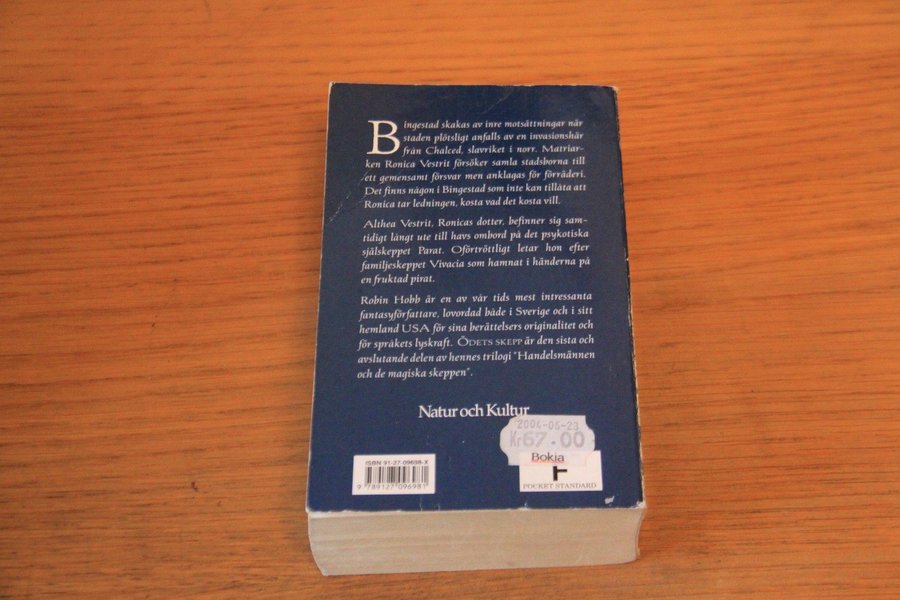 Bingestad skakas av inre motsättningar när
staden plötsligt anfalls av en invasionshär
från Chalced, slavriket i norr. Matriar-
ken Ronica Vestrit försöker samla stadsborna till
ett gemensamt försvar men anklagas för förräderi.
Det finns någon i Bingestad som inte kan tillåta att
Ronica tar ledningen, kosta vad det kosta vill.
Althea Vestrit, Ronicas dotter, befinner sig sam-
tidigt långt ute till havs ombord på det psykotiska
själskeppet Parat. Oförtröttligt letar hon efter
familjeskeppet Vivacia som hamnat i händerna på
en fruktad pirat.
Robin Hobb är en av vår tids mest intressanta
fantasyförfattare, lovordad både i Sverige och i sitt
hemland USA för sina berättelsers originalitet och
för språkets lyskraft. ÖDETS SKEPP är den sista och
avslutande delen av hennes trilogi "Handelsmännen
och de magiska skeppen".
Natur och Kultur
2004-05-23
Kr67.00
Bokia
POCKET STANDARD
ISBN 91-27-09698-X
9 789127 096981